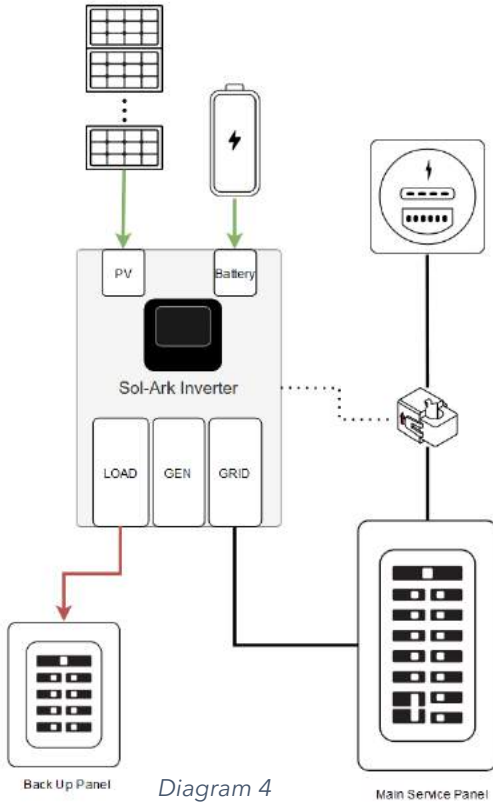 PV
Battery
Sol-Ark Inverter
LOAD
GEN
GRID
Back Up Panel
Diagram 4
Main Service Panel